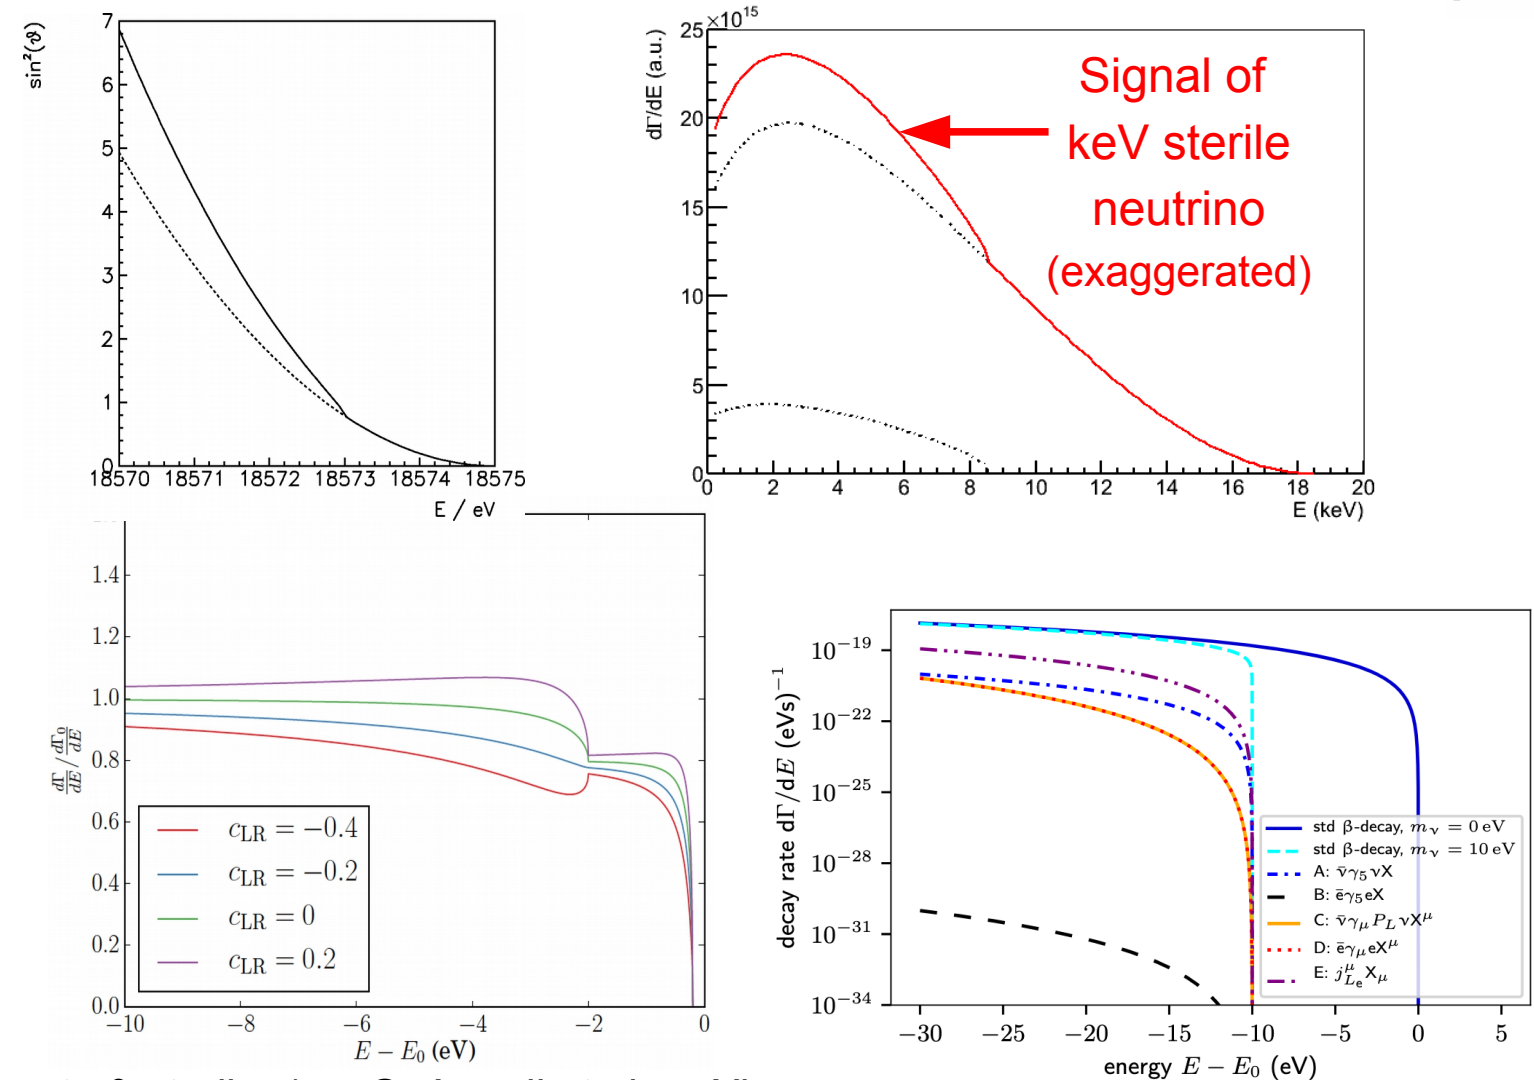 7
6
5
4
3
2
1
0
sin²(ϑ)
18570 18571 18572 18573 18574 18575
E / eV
×10¹⁵
25
20
15
10
5
0
dΓ/dE (a.u.)
Signal of
keV sterile
neutrino
(exaggerated)
0 2 4 6 8 10 12 14 16 18 20
E (keV)
1.4
1.2
1.0
0.8
0.6
0.4
0.2
0.0
dΓ/dE / dΓ₀/dE
c_LR = −0.4
c_LR = −0.2
c_LR = 0
c_LR = 0.2
−10 −8 −6 −4 −2 0
E − E₀ (eV)
10⁻¹⁹
10⁻²²
10⁻²⁵
10⁻²⁸
10⁻³¹
10⁻³⁴
decay rate dΓ/dE (eVs)⁻¹
std β-decay, m_ν = 0 eV
std β-decay, m_ν = 10 eV
A: ν̄γ₅νX
B: ēγ₅eX
C: ν̄γ_μP_LνX^μ
D: ēγ_μeX^μ
E: j^μ_{L_e}X_μ
−30 −25 −20 −15 −10 −5 0 5
energy E − E₀ (eV)